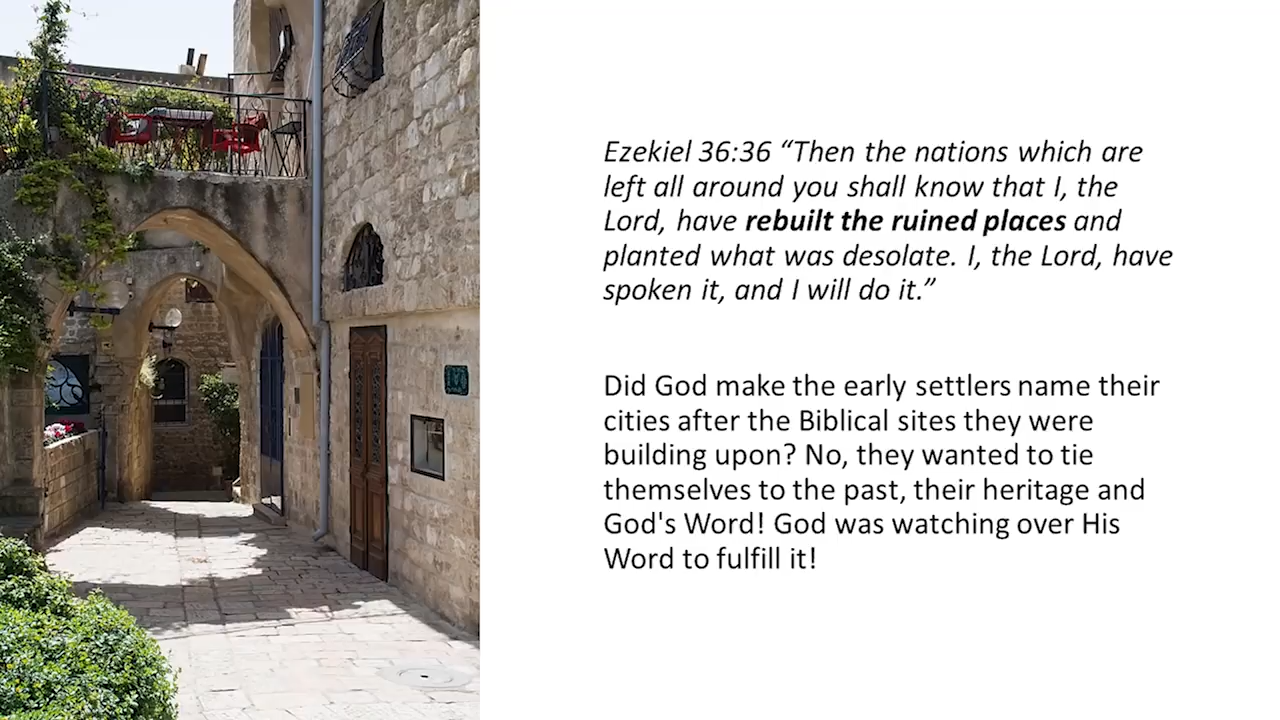 Ezekiel 36:36 “Then the nations which are
left all around you shall know that I, the
Lord, have rebuilt the ruined places and
planted what was desolate. I, the Lord, have
spoken it, and I will do it.”
Did God make the early settlers name their
cities after the Biblical sites they were
building upon? No, they wanted to tie
themselves to the past, their heritage and
God's Word! God was watching over His
Word to fulfill it!